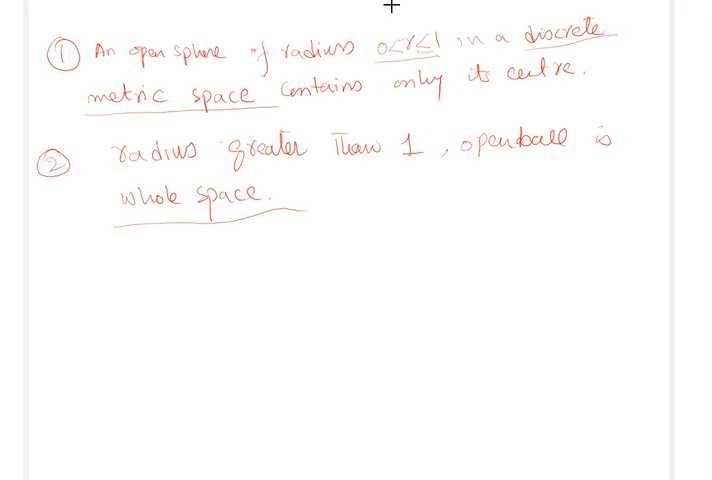 ① An open sphere of radius 0<r≤1 in a discrete
metric space contains only its centre.
② radius greater than 1, openball is
whole space.